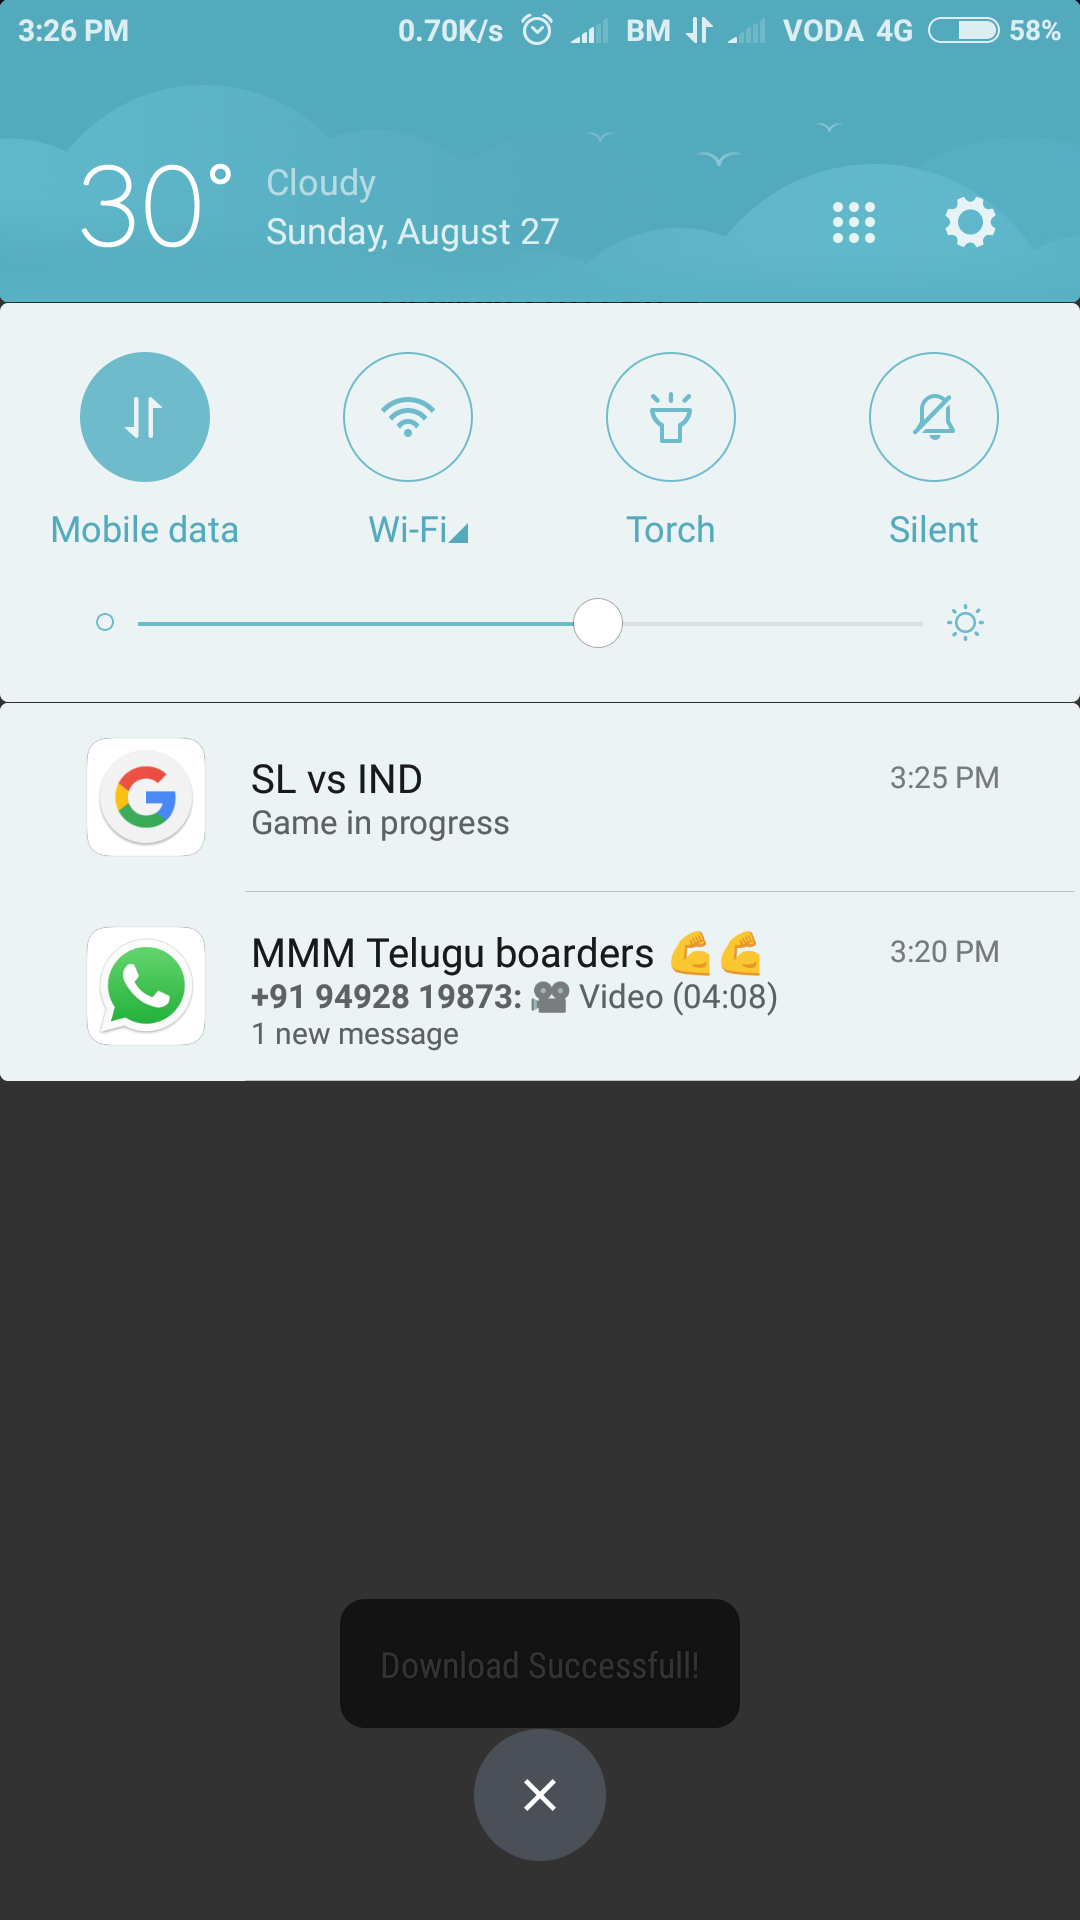 3:26 PM 0.70K/s BM VODA 4G 58%
30° Cloudy
Sunday, August 27
Mobile data Wi-Fi Torch Silent
SL vs IND 3:25 PM
Game in progress
MMM Telugu boarders 💪💪 3:20 PM
+91 94928 19873: 🎥 Video (04:08)
1 new message
Download Successfull!